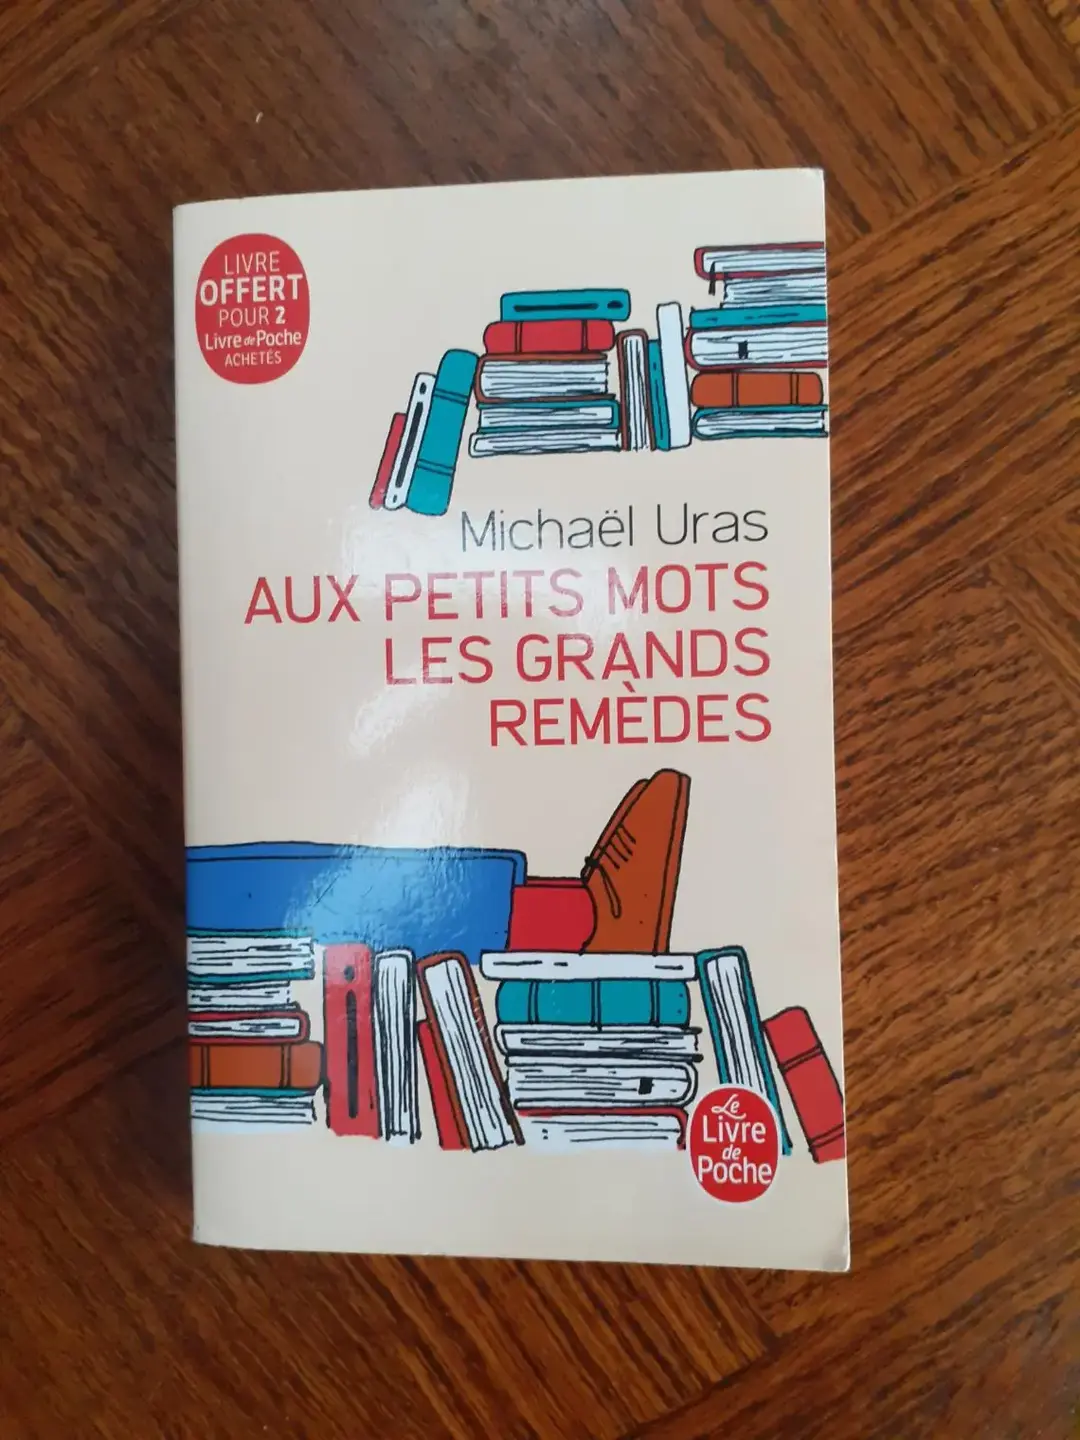 LIVRE
OFFERT
POUR 2
Livre de Poche
ACHETÉS
Michaël Uras
AUX PETITS MOTS
LES GRANDS
REMÈDES
Le
Livre
de
Poche